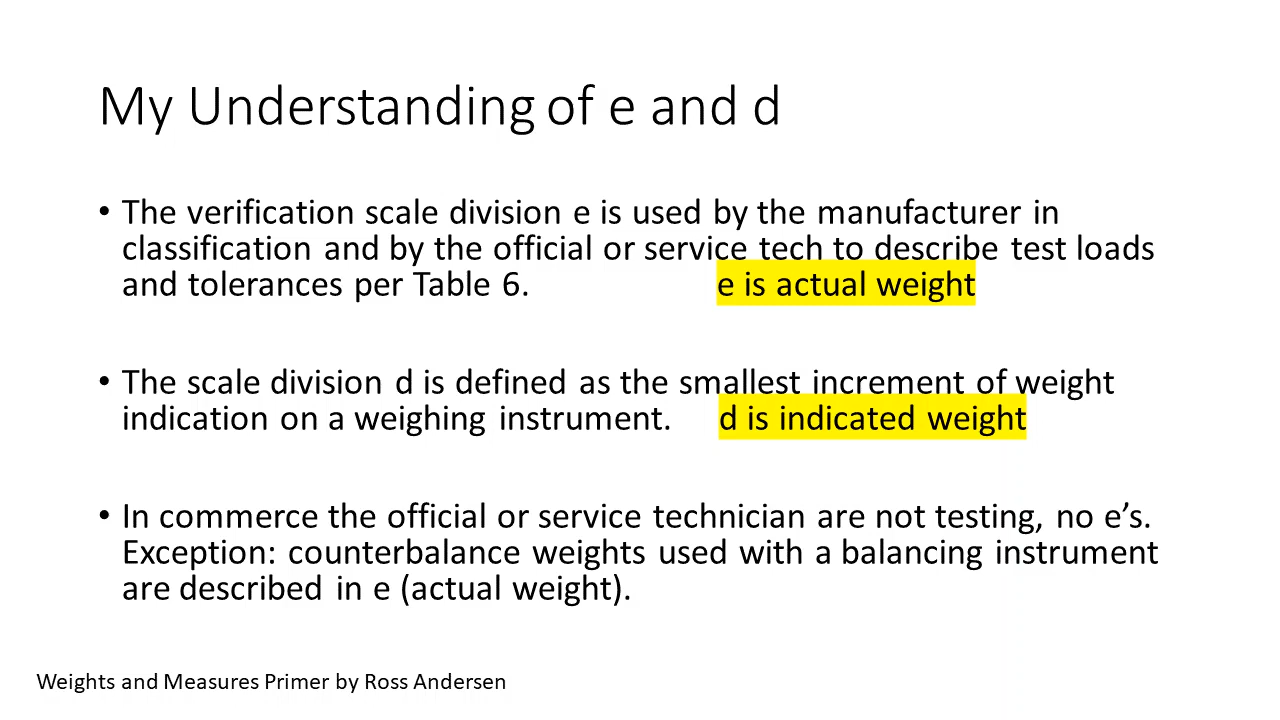 My Understanding of e and d
• The verification scale division e is used by the manufacturer in
classification and by the official or service tech to describe test loads
and tolerances per Table 6. e is actual weight
• The scale division d is defined as the smallest increment of weight
indication on a weighing instrument. d is indicated weight
• In commerce the official or service technician are not testing, no e’s.
Exception: counterbalance weights used with a balancing instrument
are described in e (actual weight).
Weights and Measures Primer by Ross Andersen